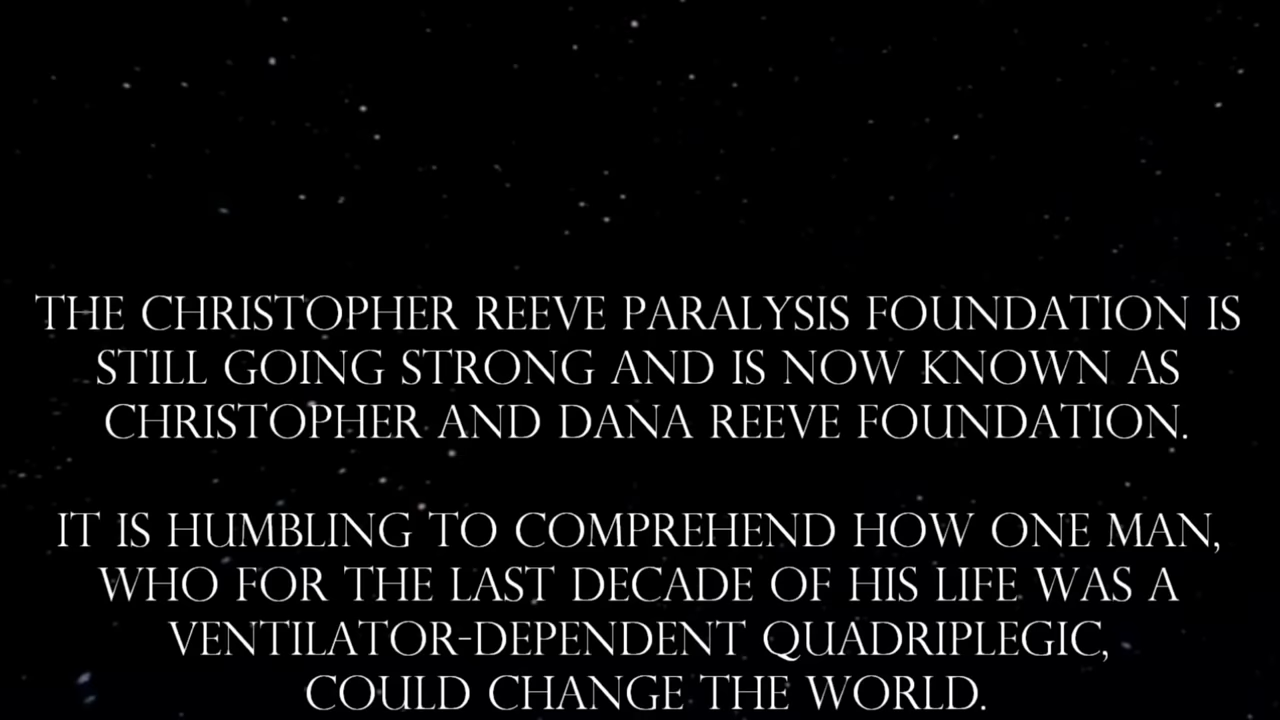 THE CHRISTOPHER REEVE PARALYSIS FOUNDATION IS
STILL GOING STRONG AND IS NOW KNOWN AS
CHRISTOPHER AND DANA REEVE FOUNDATION.
IT IS HUMBLING TO COMPREHEND HOW ONE MAN,
WHO FOR THE LAST DECADE OF HIS LIFE WAS A
VENTILATOR-DEPENDENT QUADRIPLEGIC,
COULD CHANGE THE WORLD.